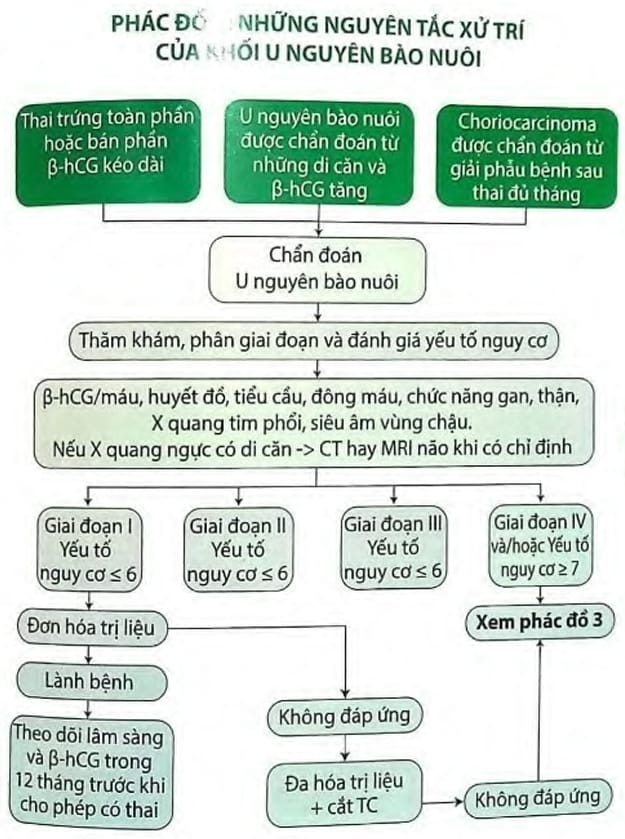 PHÁC ĐỒ NHỮNG NGUYÊN TẮC XỬ TRÍ
CỦA KHỐI U NGUYÊN BÀO NUÔI
Thai trứng toàn phần
hoặc bán phần
β-hCG kéo dài
U nguyên bào nuôi
được chẩn đoán từ
những di căn và
β-hCG tăng
Choriocarcinoma
được chẩn đoán từ
giải phẫu bệnh sau
thai đủ tháng
Chẩn đoán
U nguyên bào nuôi
Thăm khám, phân giai đoạn và đánh giá yếu tố nguy cơ
β-hCG/máu, huyết đồ, tiểu cầu, đông máu, chức năng gan, thận,
X quang tim phổi, siêu âm vùng chậu.
Nếu X quang ngực có di căn -> CT hay MRI não khi có chỉ định
Giai đoạn I
Yếu tố
nguy cơ ≤ 6
Giai đoạn II
Yếu tố
nguy cơ ≤ 6
Giai đoạn III
Yếu tố
nguy cơ ≤ 6
Giai đoạn IV
và/hoặc Yếu tố
nguy cơ ≥ 7
Đơn hóa trị liệu
Xem phác đồ 3
Lành bệnh
Không đáp ứng
Theo dõi lâm sàng
và β-hCG trong
12 tháng trước khi
cho phép có thai
Đa hóa trị liệu
+ cắt TC
Không đáp ứng